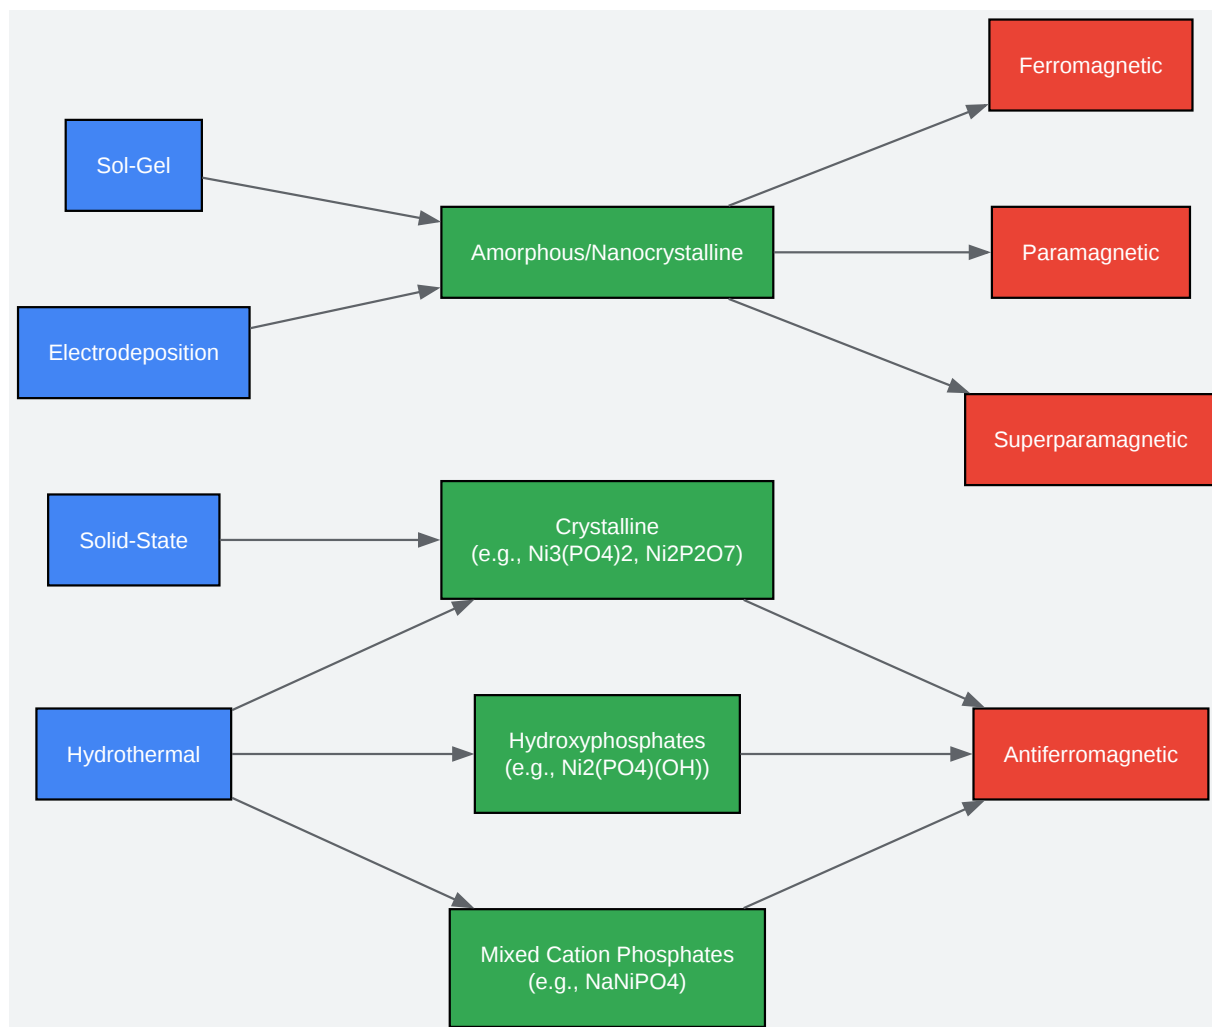 Ferromagnetic
Sol-Gel
Amorphous/Nanocrystalline
Paramagnetic
Electrodeposition
Superparamagnetic
Solid-State
Crystalline
(e.g., Ni3(PO4)2, Ni2P2O7)
Hydrothermal
Hydroxyphosphates
(e.g., Ni2(PO4)(OH))
Antiferromagnetic
Mixed Cation Phosphates
(e.g., NaNiPO4)